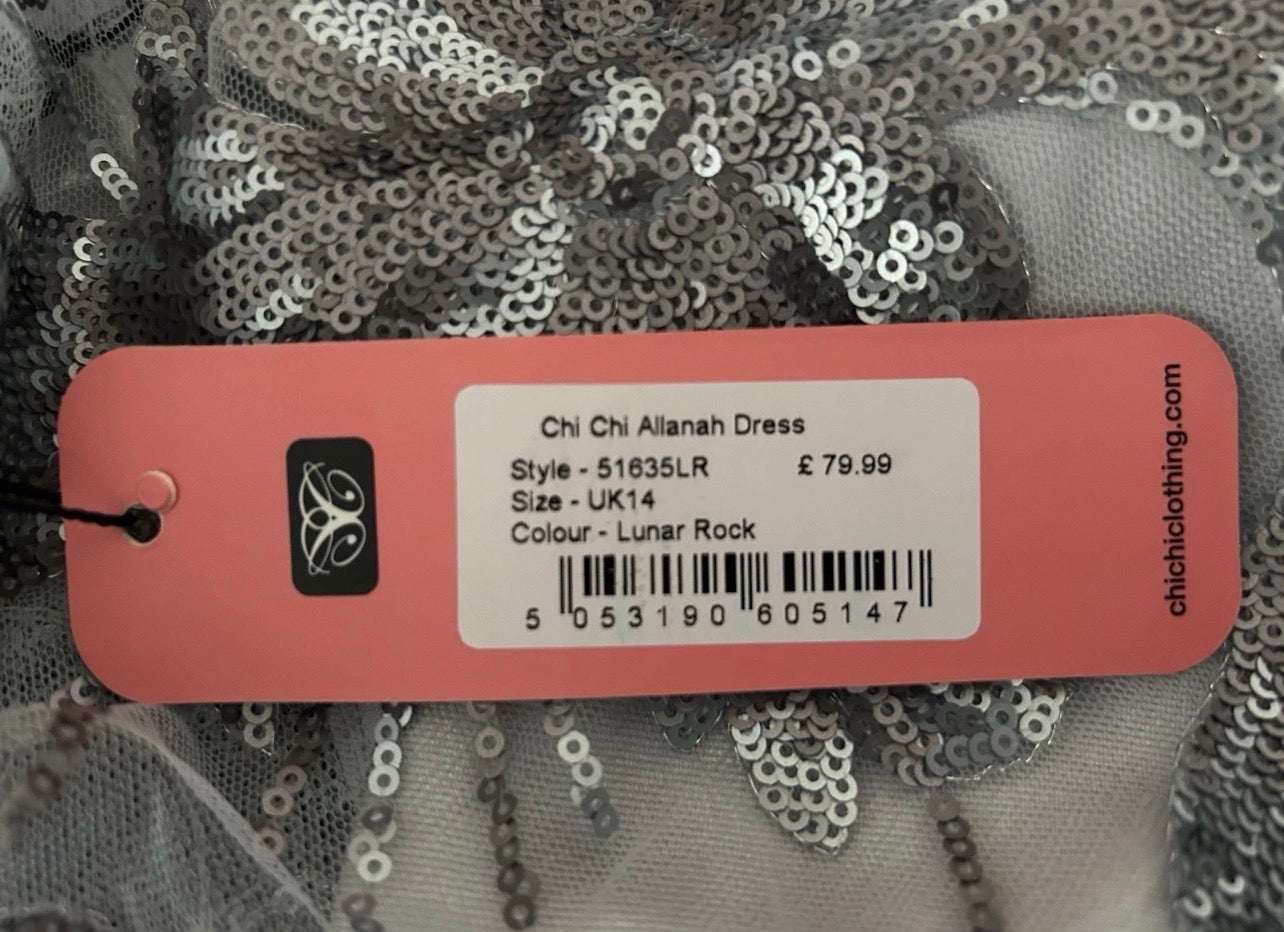 Chi Chi Allanah Dress
Style - 51635LR £ 79.99
Size - UK14
Colour - Lunar Rock
5 053190 605147
chichiclothing.com